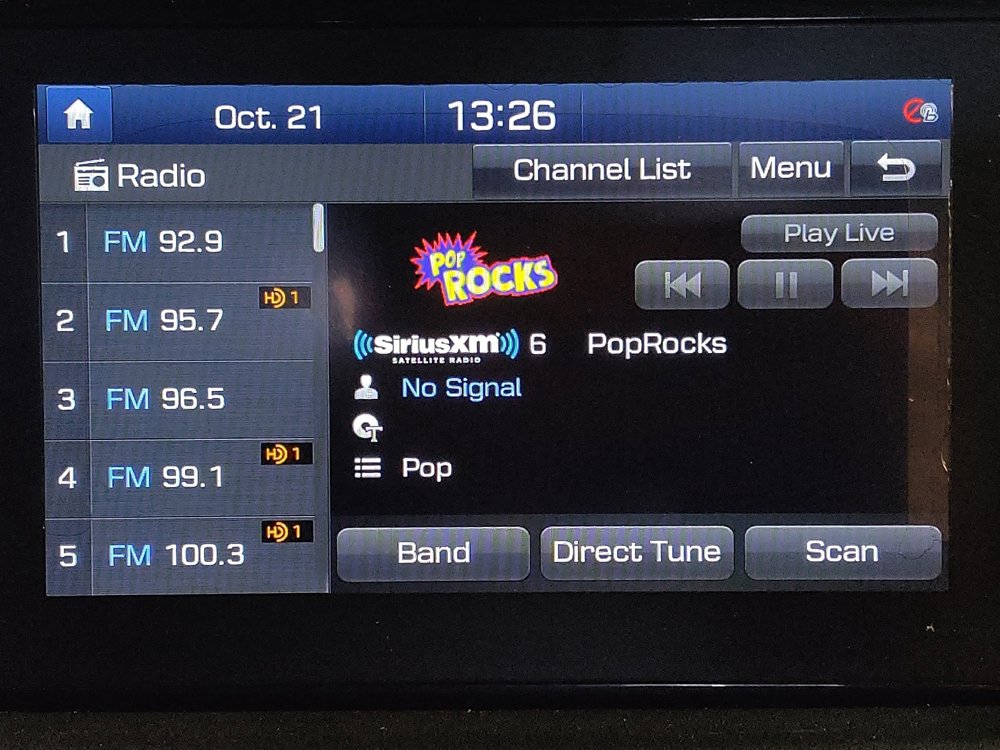 Oct. 21 13:26
Radio Channel List Menu
1 FM 92.9
2 FM 95.7 HD 1
3 FM 96.5
4 FM 99.1 HD 1
5 FM 100.3 HD 1
Play Live
POP
ROCKS
SiriusXM 6 PopRocks
SATELLITE RADIO
No Signal
Pop
Band Direct Tune Scan